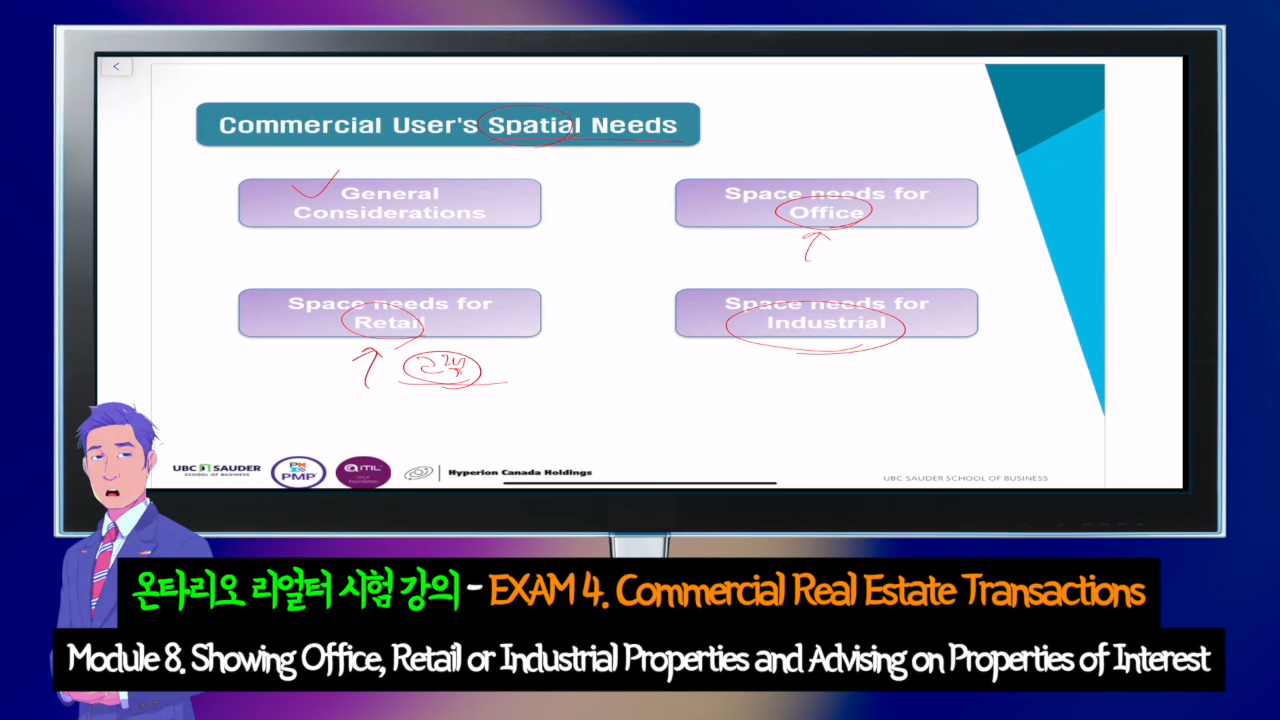 <
Commercial User's Spatial Needs
General
Considerations
Space needs for
Office
Space needs for
Retail
Space needs for
Industrial
고객
UBC SAUDER
SCHOOL OF BUSINESS
PMP
ITIL
Foundation
Hyperion Canada Holdings
UBC SAUDER SCHOOL OF BUSINESS
온타리오 리얼터 시험 강의 - EXAM 4. Commercial Real Estate Transactions
Module 8. Showing Office, Retail or Industrial Properties and Advising on Properties of Interest